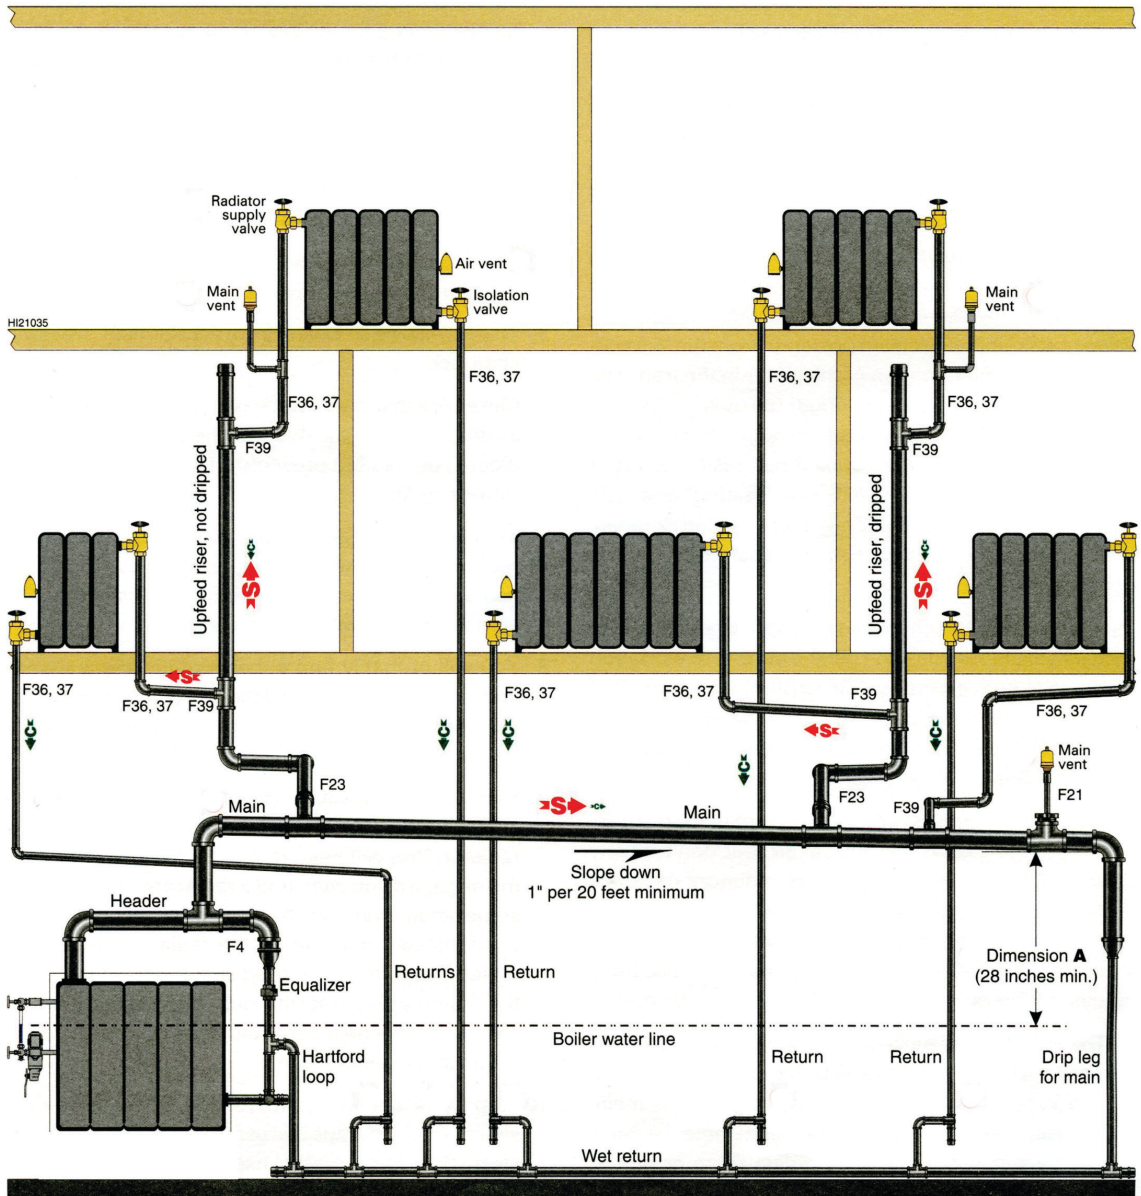 Radiator
supply
valve
Air vent
Main
vent
Isolation
valve
Main
vent
HI21035
F36, 37
F36, 37
F36, 37
F36, 37
F39
F39
Upfeed riser, not dripped
Upfeed riser, dripped
C
S
C
S
S
F36, 37
F36, 37
F39
F36, 37
F36, 37
F39
F36, 37
C
C
C
S
C
C
Main
vent
F23
F23
F21
F39
Main
S
C
Main
Slope down
1" per 20 feet minimum
Header
F4
Equalizer
Returns
Return
Dimension A
(28 inches min.)
Boiler water line
Hartford
loop
Return
Return
Drip leg
for main
Wet return